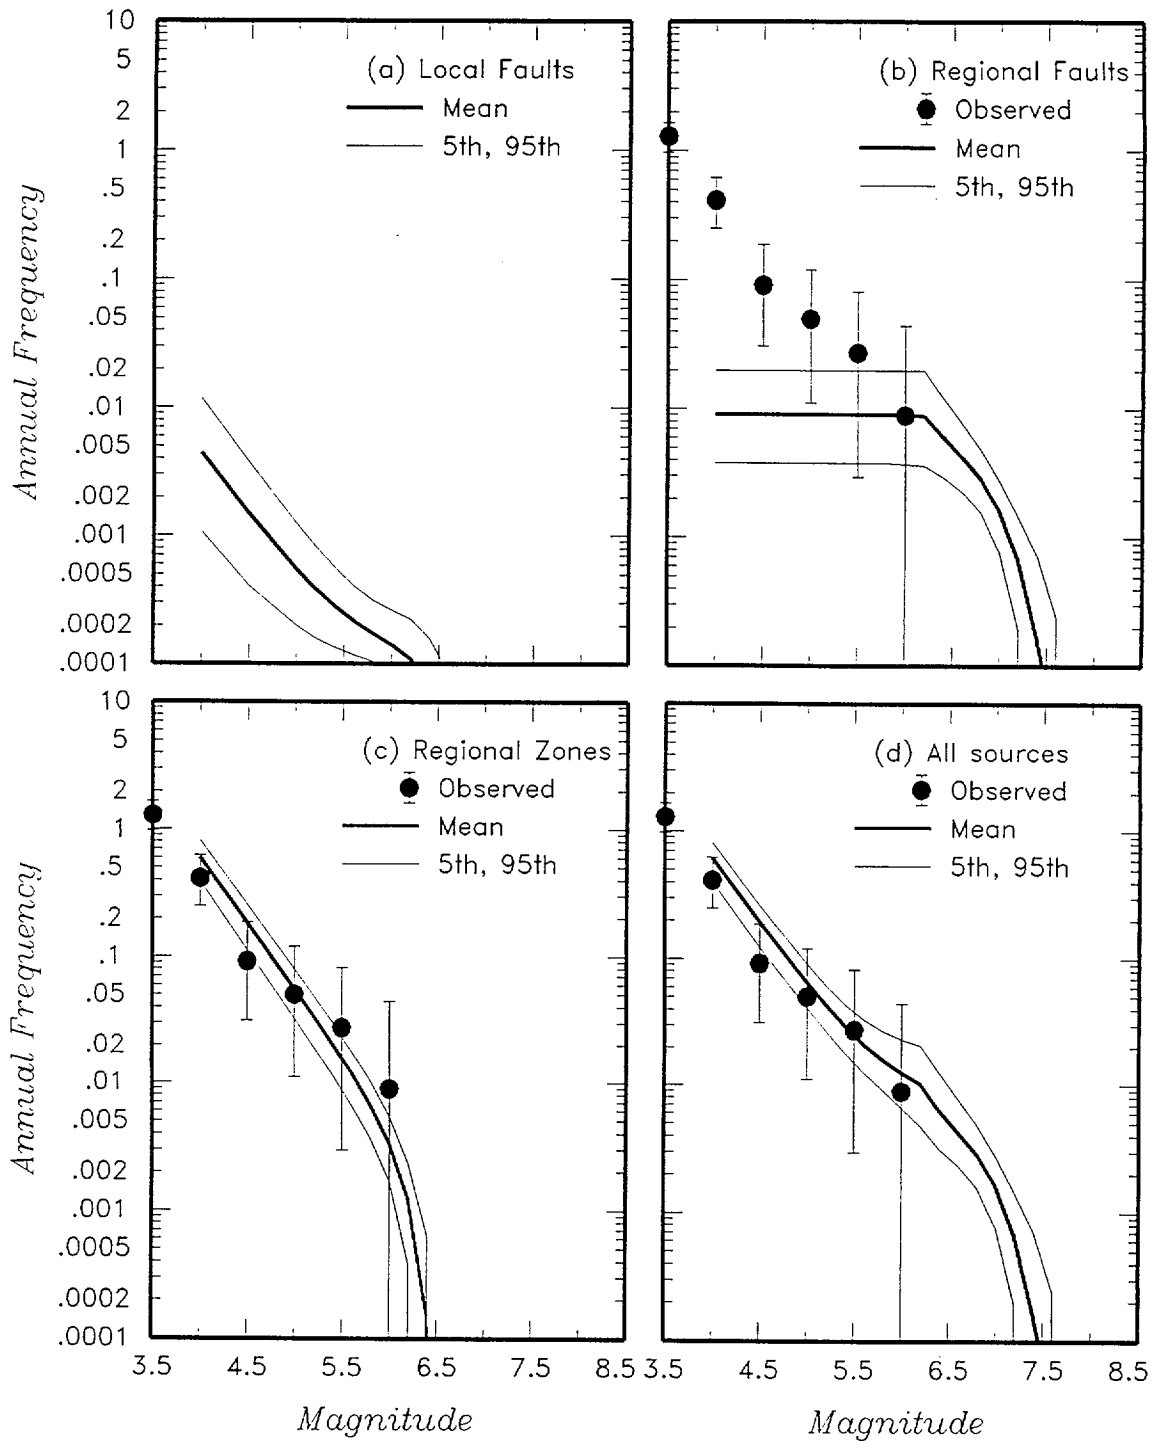 10
5
2
1
.5
.2
.1
.05
.02
.01
.005
.002
.001
.0005
.0002
.0001
Annual Frequency
(a) Local Faults
Mean
5th, 95th
(b) Regional Faults
Observed
Mean
5th, 95th
10
5
2
1
.5
.2
.1
.05
.02
.01
.005
.002
.001
.0005
.0002
.0001
Annual Frequency
(c) Regional Zones
Observed
Mean
5th, 95th
(d) All sources
Observed
Mean
5th, 95th
3.5 4.5 5.5 6.5 7.5 8.5
3.5 4.5 5.5 6.5 7.5 8.5
Magnitude
Magnitude